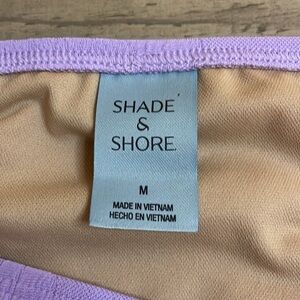 SHADE
&
SHORE.
M
MADE IN VIETNAM
HECHO EN VIETNAM